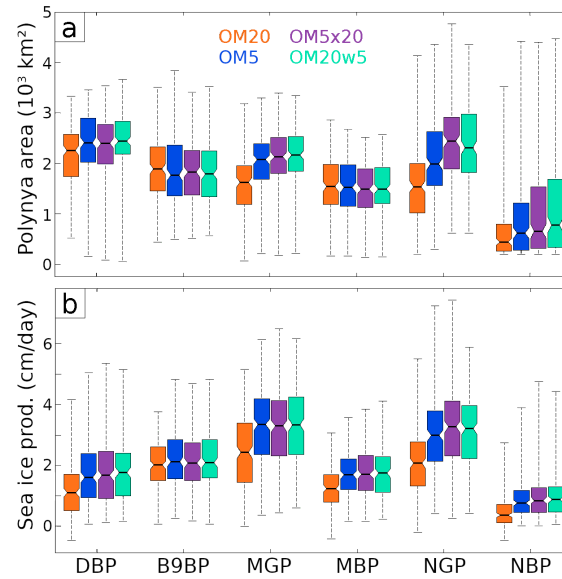 a
OM20 OM5x20
OM5 OM20w5
Polynya area (10³ km²)
5
4
3
2
1
0
b
Sea ice prod. (cm/day)
6
4
2
0
DBP B9BP MGP MBP NGP NBP